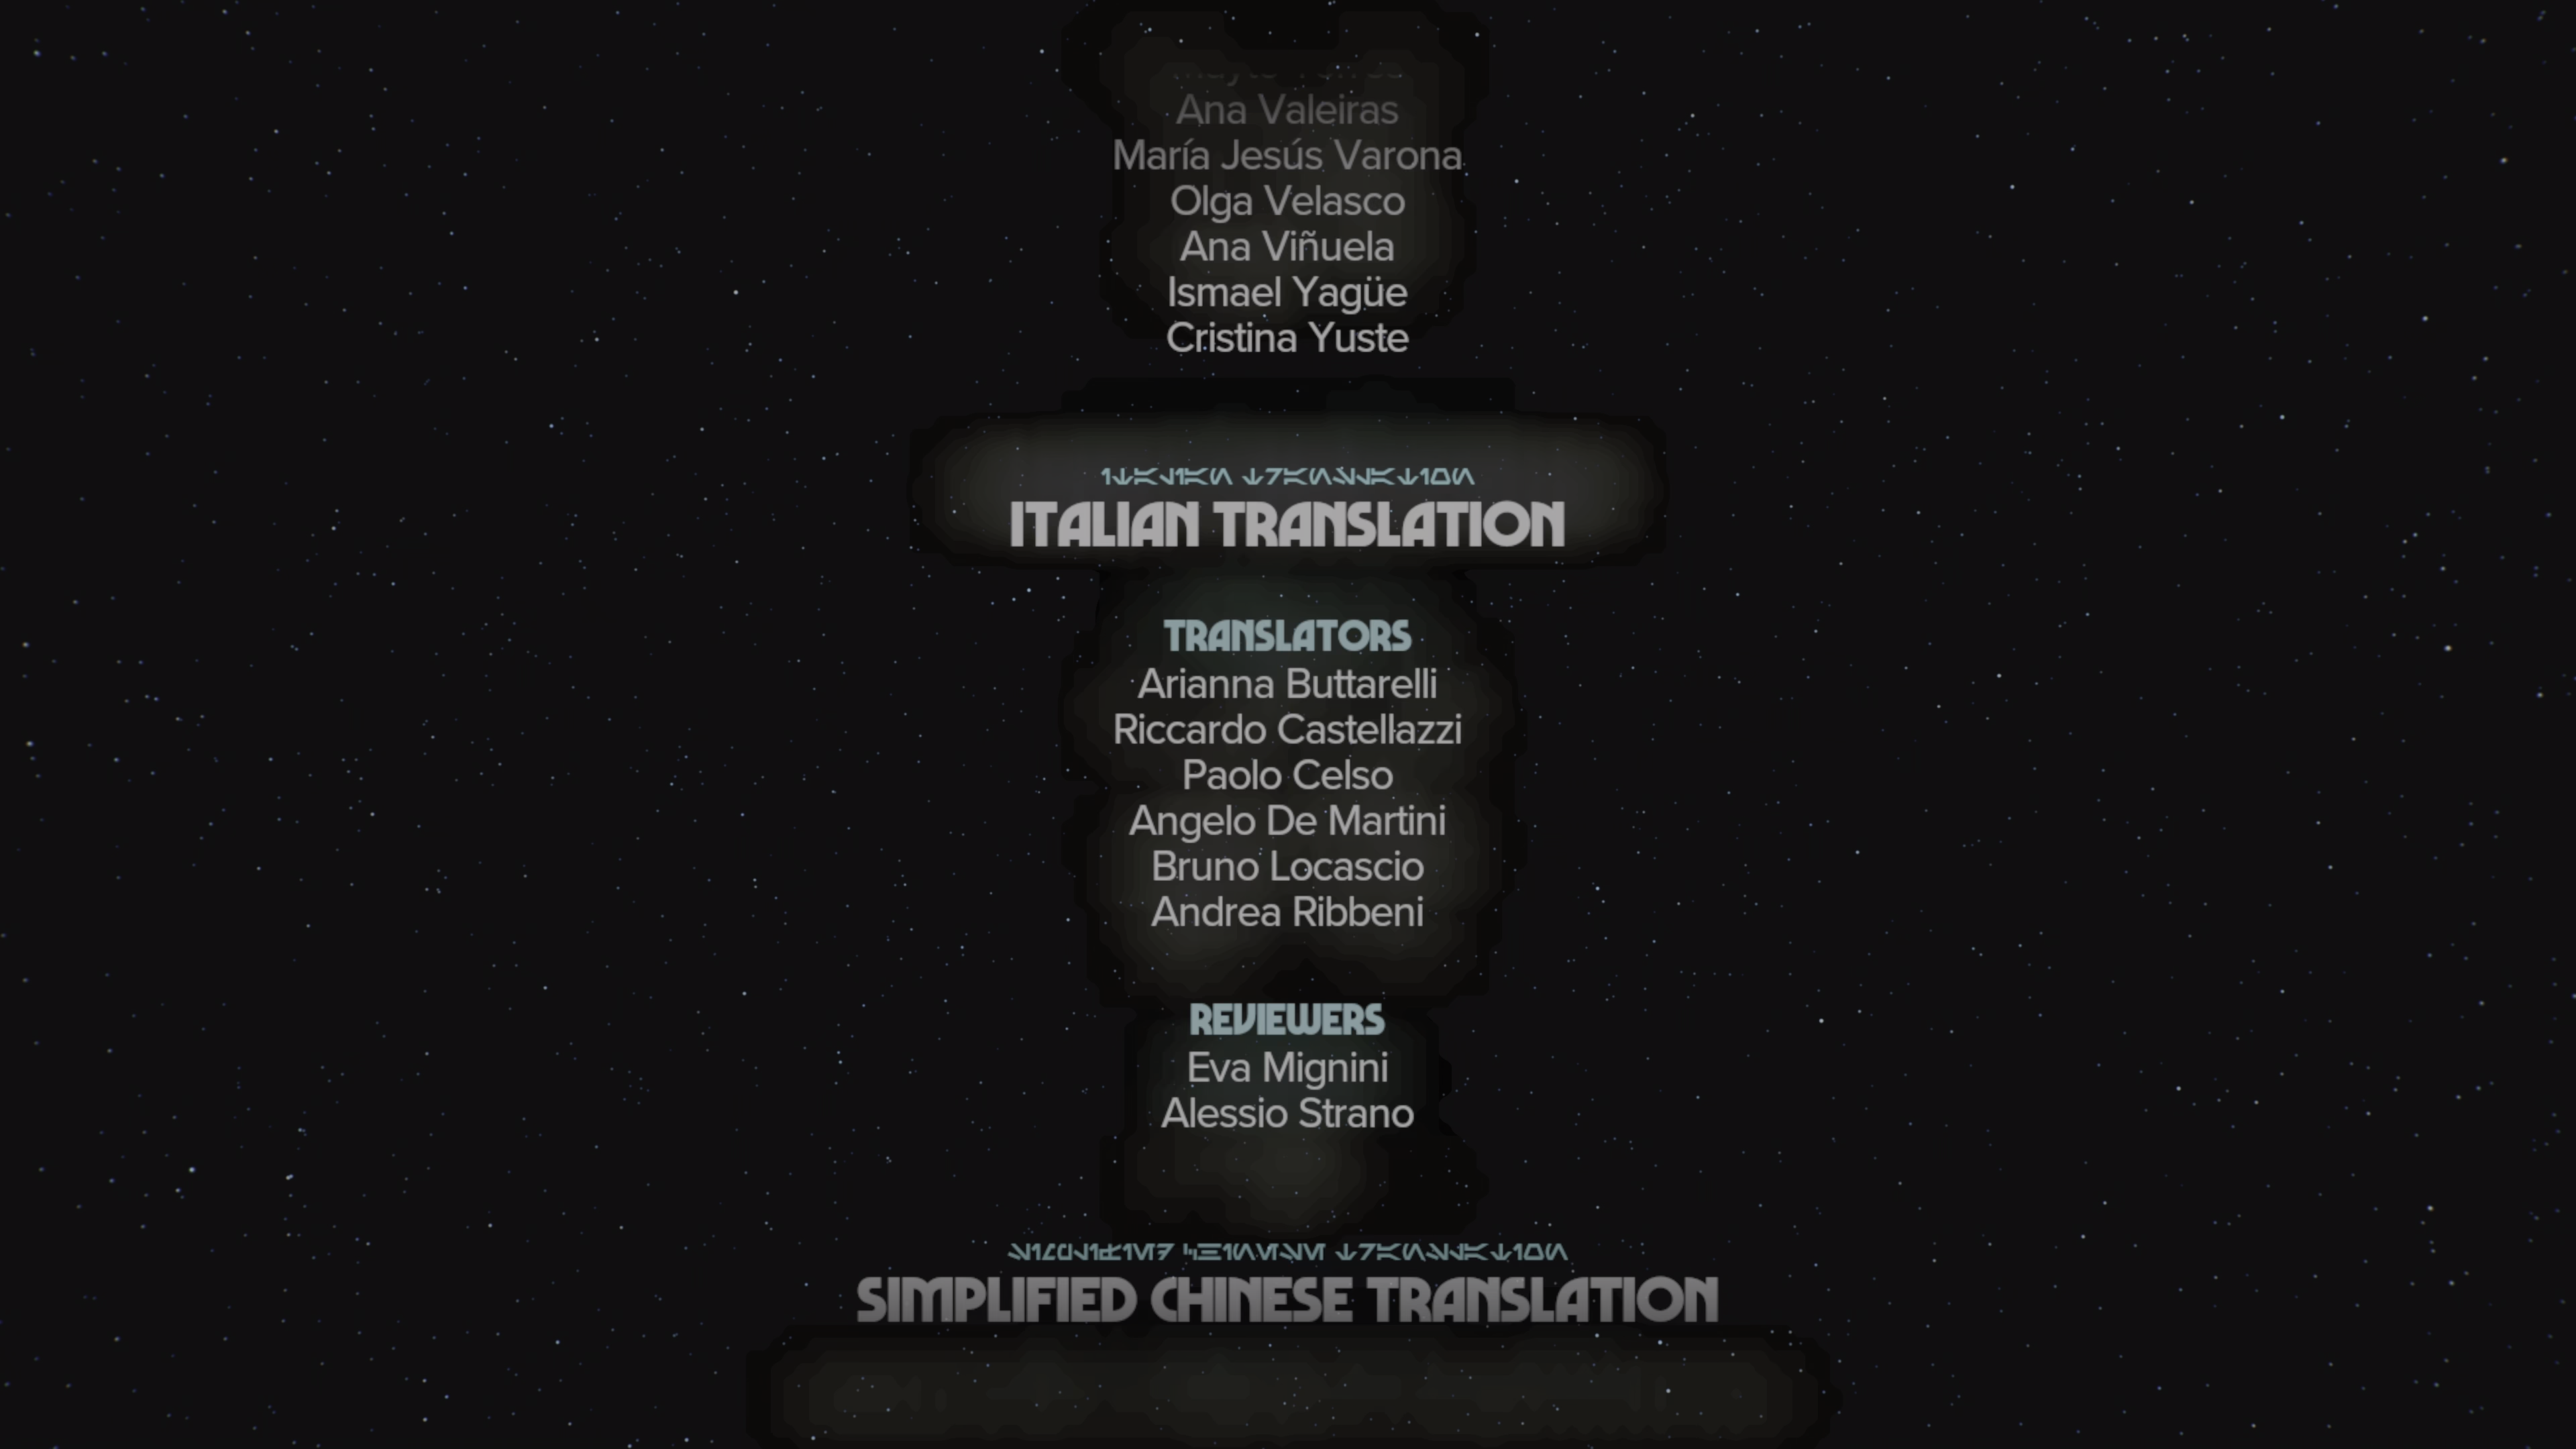 Ana Valeiras
María Jesús Varona
Olga Velasco
Ana Viñuela
Ismael Yagüe
Cristina Yuste
ITALIAN TRANSLATION
TRANSLATORS
Arianna Buttarelli
Riccardo Castellazzi
Paolo Celso
Angelo De Martini
Bruno Locascio
Andrea Ribbeni
REVIEWERS
Eva Mignini
Alessio Strano
SIMPLIFIED CHINESE TRANSLATION